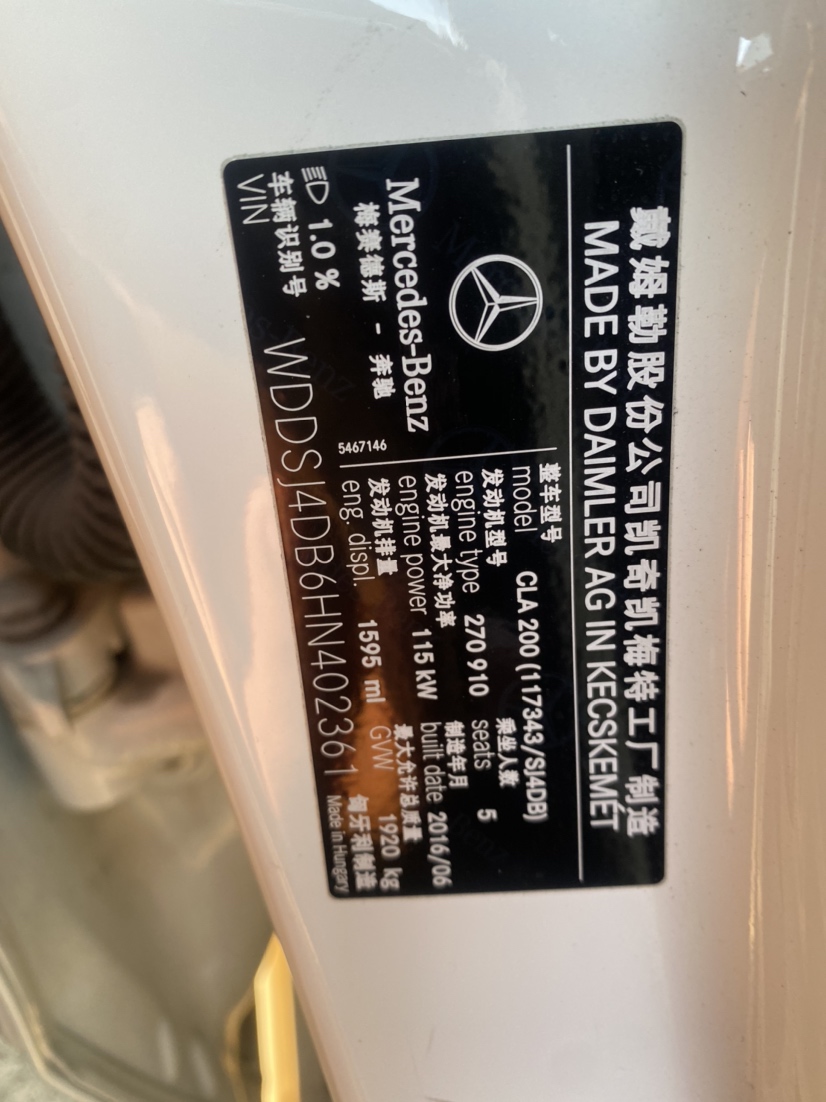 戴姆勒股份公司凯奇凯梅特工厂制造
MADE BY DAIMLER AG IN KECSKEMÉT
Mercedes-Benz
梅赛德斯 - 奔驰
5467146
整车型号
model CLA 200 (117343/SJ4DB)
发动机型号 乘坐人数
engine type 270 910 seats 5
发动机最大净功率 制造年月
engine power 115 kW built date 2016/06
发动机排量 最大允许总质量
eng. displ. 1595 ml GVW 1920 kg
1.0 %
车辆识别号
VIN WDDSJ4DB6HN402361
匈牙利制造
Made in Hungary